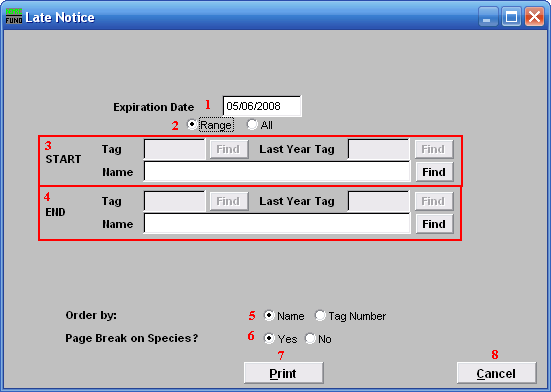 FUND Late Notice
Expiration Date 1 05/06/2008
2 Range All
3 START Tag Find Last Year Tag Find
Name Find
4 END Tag Find Last Year Tag Find
Name Find
Order by: 5 Name Tag Number
Page Break on Species? 6 Yes No
7 8
Print Cancel